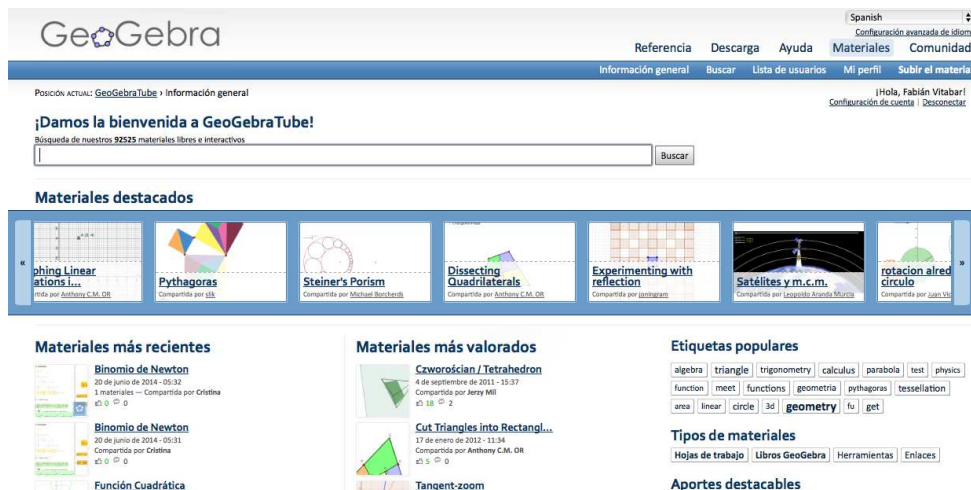 GeoGebra
Spanish
Configuración avanzada de idiom
Referencia Descarga Ayuda Materiales Comunidad
Información general Buscar Lista de usuarios Mi perfil Subir el materia
Posición actual: GeoGebraTube › Información general
¡Hola, Fabián Vitabar!
Configuración de cuenta | Desconectar
¡Damos la bienvenida a GeoGebraTube!
Búsqueda de nuestros 92525 materiales libres e interactivos
Buscar
Materiales destacados
«
phing Linear
ations i...
rtida por Anthony C.M. OR
Pythagoras
Compartida por slik
Steiner's Porism
Compartida por Michael Borcherds
Dissecting
Quadrilaterals
Compartida por Anthony C.M. OR
Experimenting with
reflection
Compartida por joningram
Satélites y m.c.m.
Compartida por Leopoldo Aranda Murcia
rotacion alred
circulo
Compartida por Juan Vic
»
Materiales más recientes
Binomio de Newton
20 de junio de 2014 - 05:32
1 materiales — Compartida por Cristina
0 0
Binomio de Newton
20 de junio de 2014 - 05:31
Compartida por Cristina
0 0
Función Cuadrática
Materiales más valorados
Czworościan / Tetrahedron
4 de septiembre de 2011 - 15:37
Compartida por Jerzy Mil
18 2
Cut Triangles into Rectangl...
17 de enero de 2012 - 11:34
Compartida por Anthony C.M. OR
5 0
Tangent-zoom
Etiquetas populares
algebra triangle trigonometry calculus parabola test physics
function meet functions geometria pythagoras tessellation
area linear circle 3d geometry fu get
Tipos de materiales
Hojas de trabajo Libros GeoGebra Herramientas Enlaces
Aportes destacables